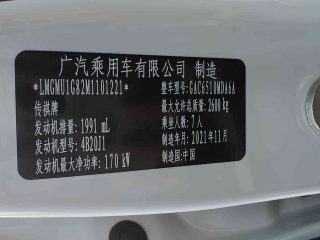 广汽乘用车有限公司 制造
*LMGMU1G82M1101221* 整车型号:GAC6510MDA6A
传祺牌 最大允许总质量:2600 kg
发动机排量:1991 mL 乘坐人数:7人
发动机型号:4B20J1 制造年月:2021年11月
发动机最大净功率:170 kW 制造国:中国